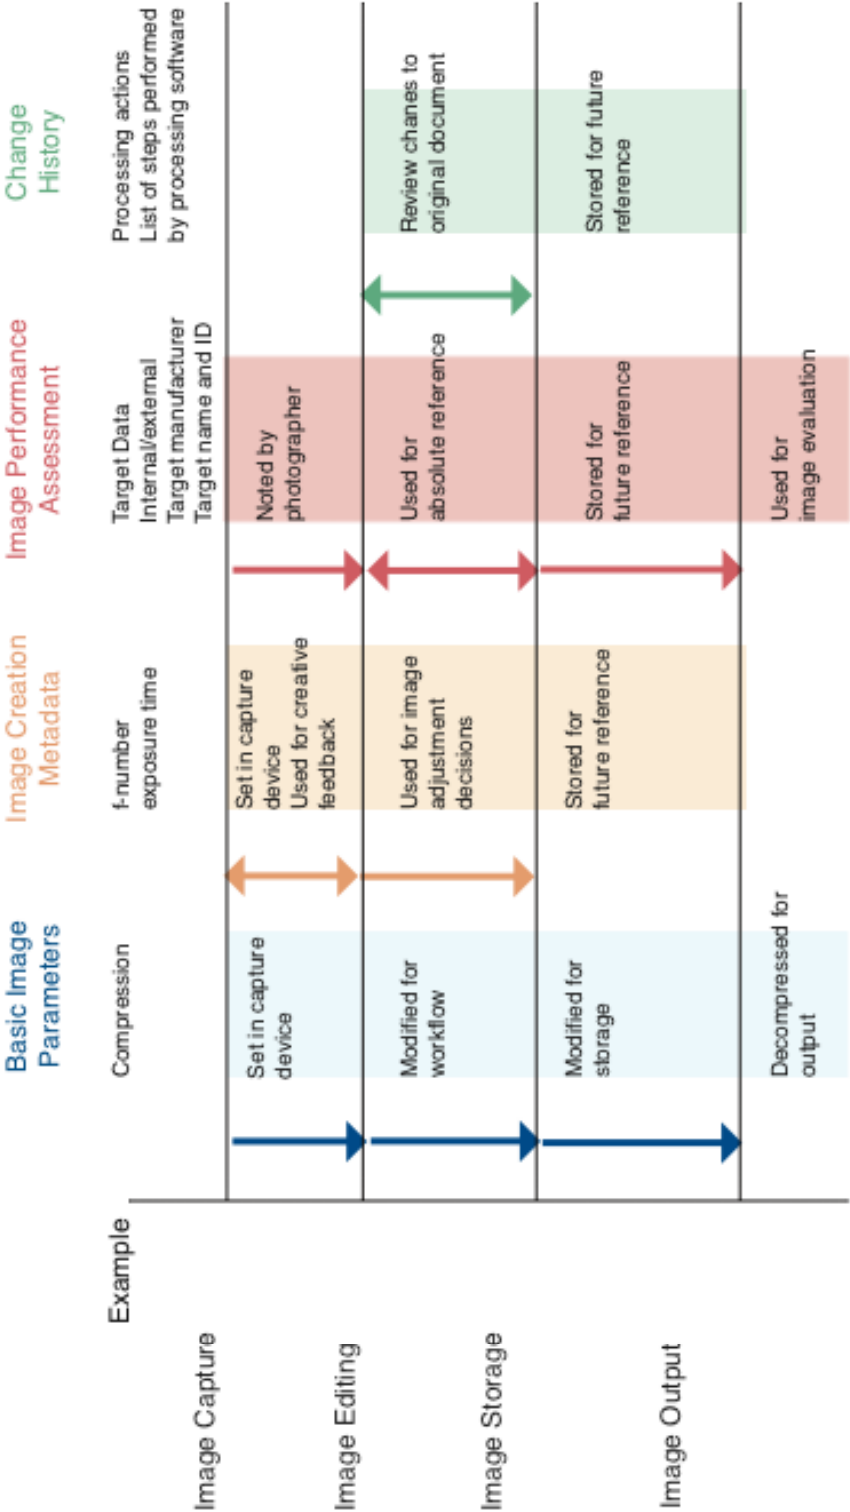 Basic Image
Parameters
Image Creation
Metadata
Image Performance
Assessment
Change
History
Example
Compression
f-number
exposure time
Target Data
Internal/external
Target manufacturer
Target name and ID
Processing actions
List of steps performed
by processing software
Image Capture
Set in capture
device
Set in capture
device
Used for creative
feedback
Noted by
photographer
Image Editing
Modified for
workflow
Used for image
adjustment
decisions
Used for
absolute reference
Review chanes to
original document
Image Storage
Modified for
storage
Stored for
future reference
Stored for
future reference
Stored for future
reference
Image Output
Decompressed for
output
Used for
image evaluation